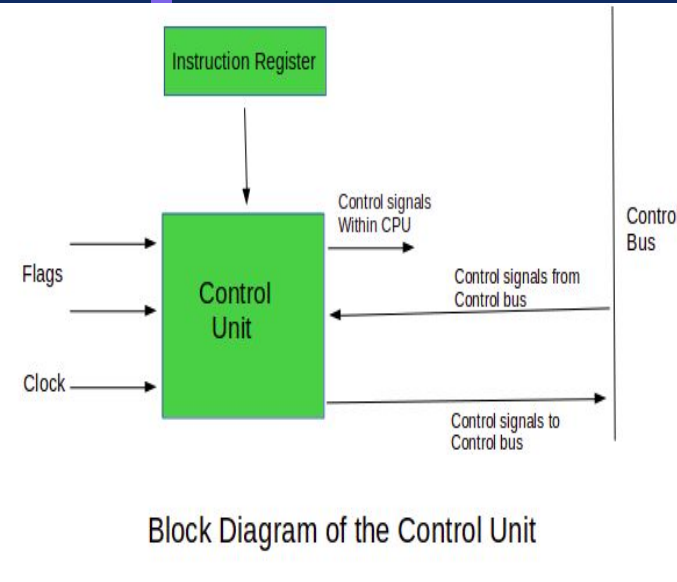 Instruction Register
Control signals
Within CPU
Contro
Bus
Flags
Control signals from
Control bus
Control
Unit
Clock
Control signals to
Control bus
Block Diagram of the Control Unit